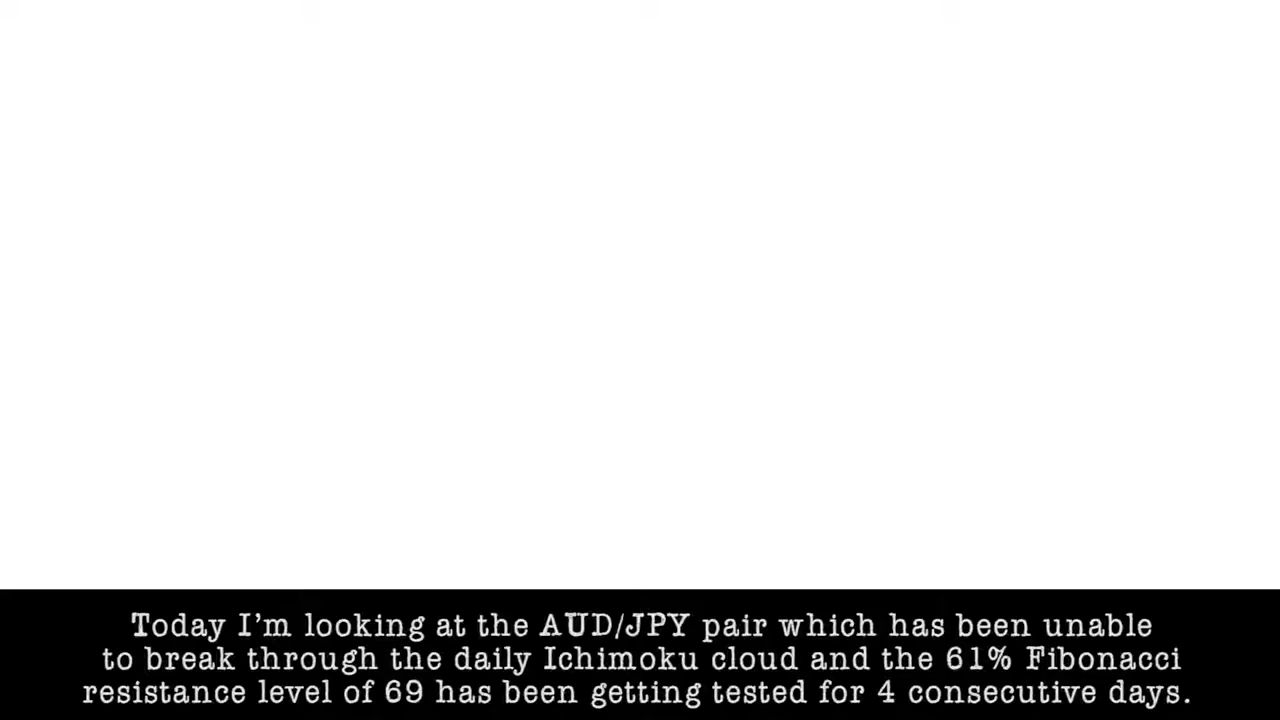 Today I'm looking at the AUD/JPY pair which has been unable
to break through the daily Ichimoku cloud and the 61% Fibonacci
resistance level of 69 has been getting tested for 4 consecutive days.